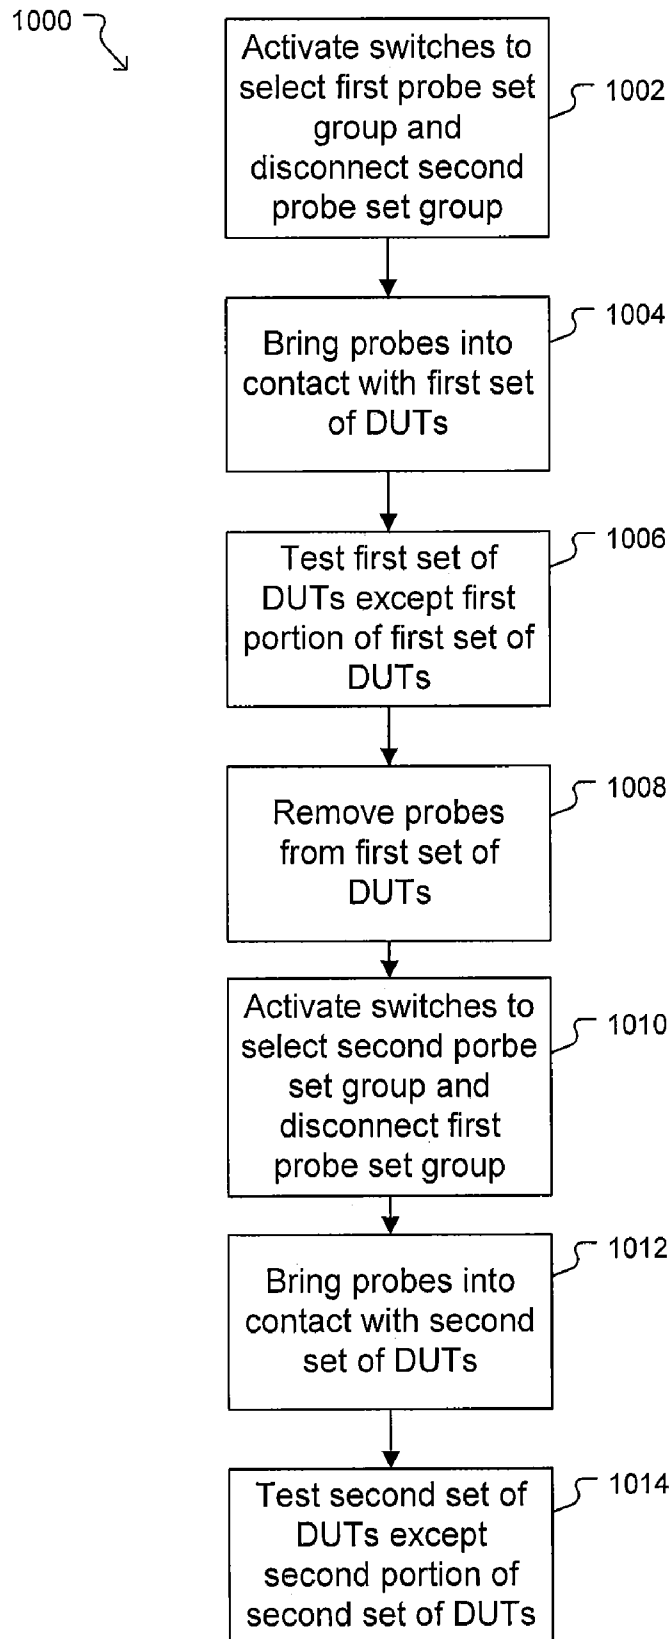 1000
Activate switches to
select first probe set
group and
disconnect second
probe set group
1002
Bring probes into
contact with first set
of DUTs
1004
Test first set of
DUTs except first
portion of first set of
DUTs
1006
Remove probes
from first set of
DUTs
1008
Activate switches to
select second porbe
set group and
disconnect first
probe set group
1010
Bring probes into
contact with second
set of DUTs
1012
Test second set of
DUTs except
second portion of
second set of DUTs
1014